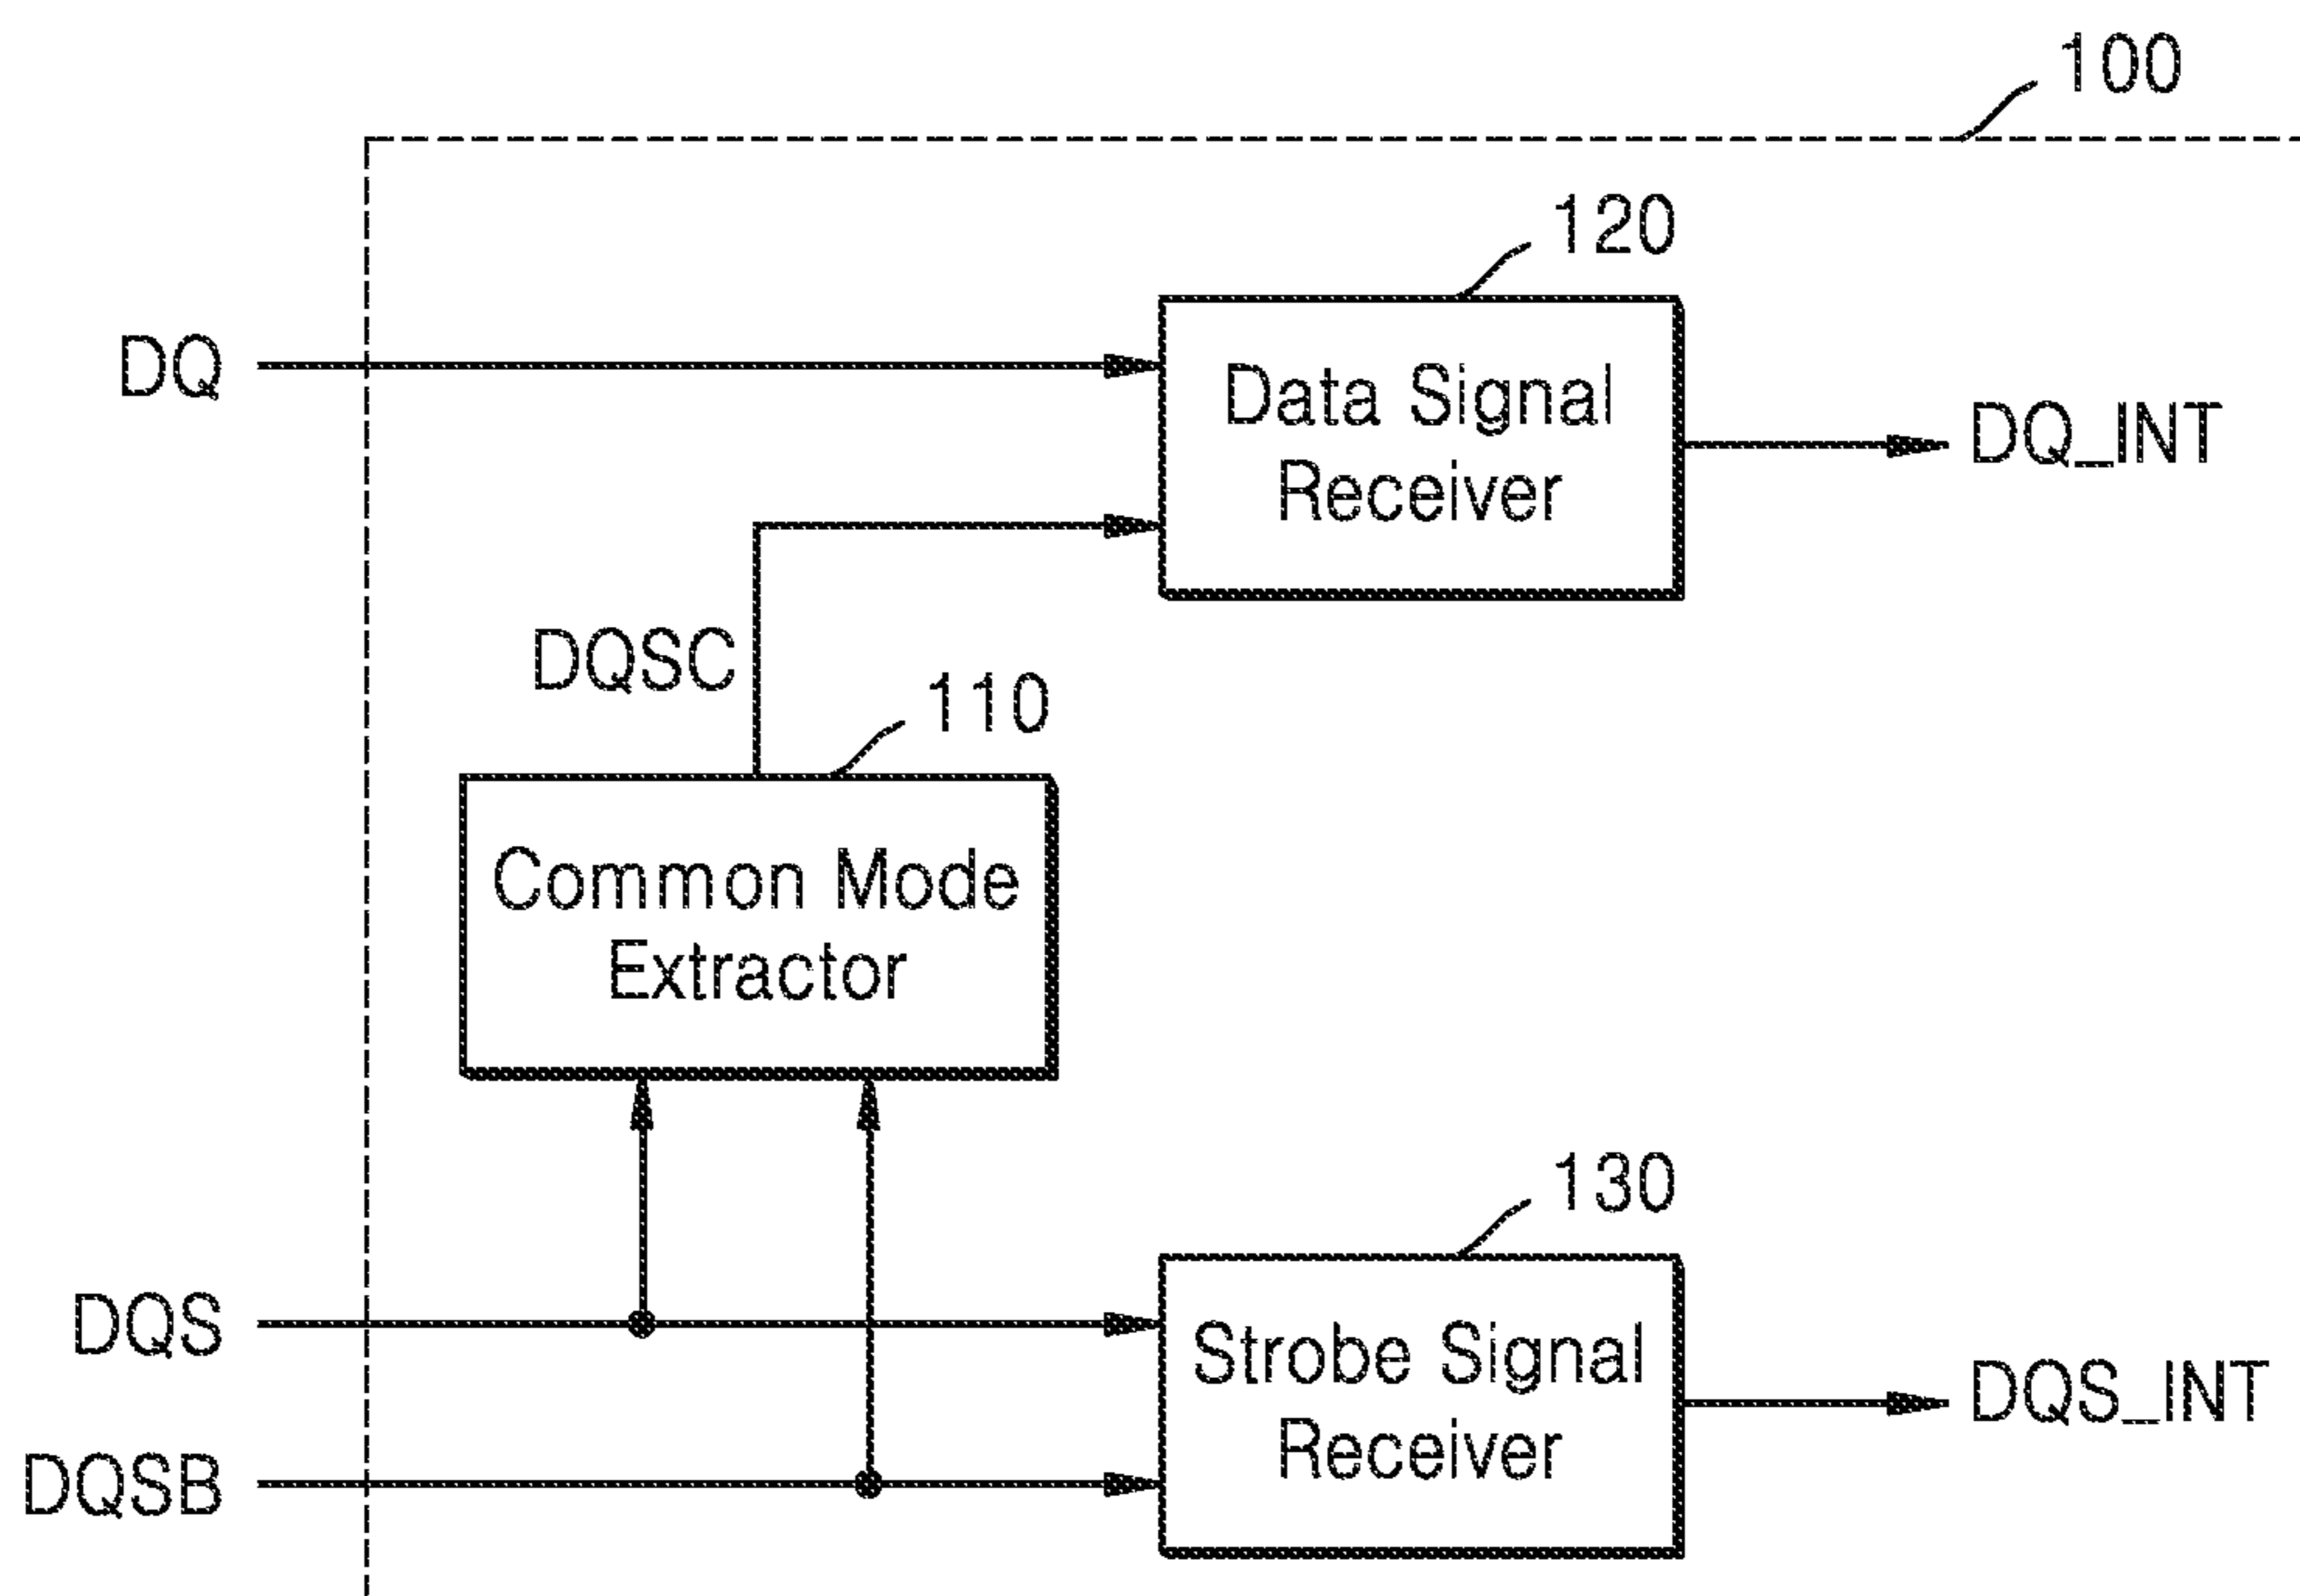 100
120
DQ
Data Signal
Receiver
DQ_INT
DQSC
110
Common Mode
Extractor
130
DQS
Strobe Signal
Receiver
DQS_INT
DQSB